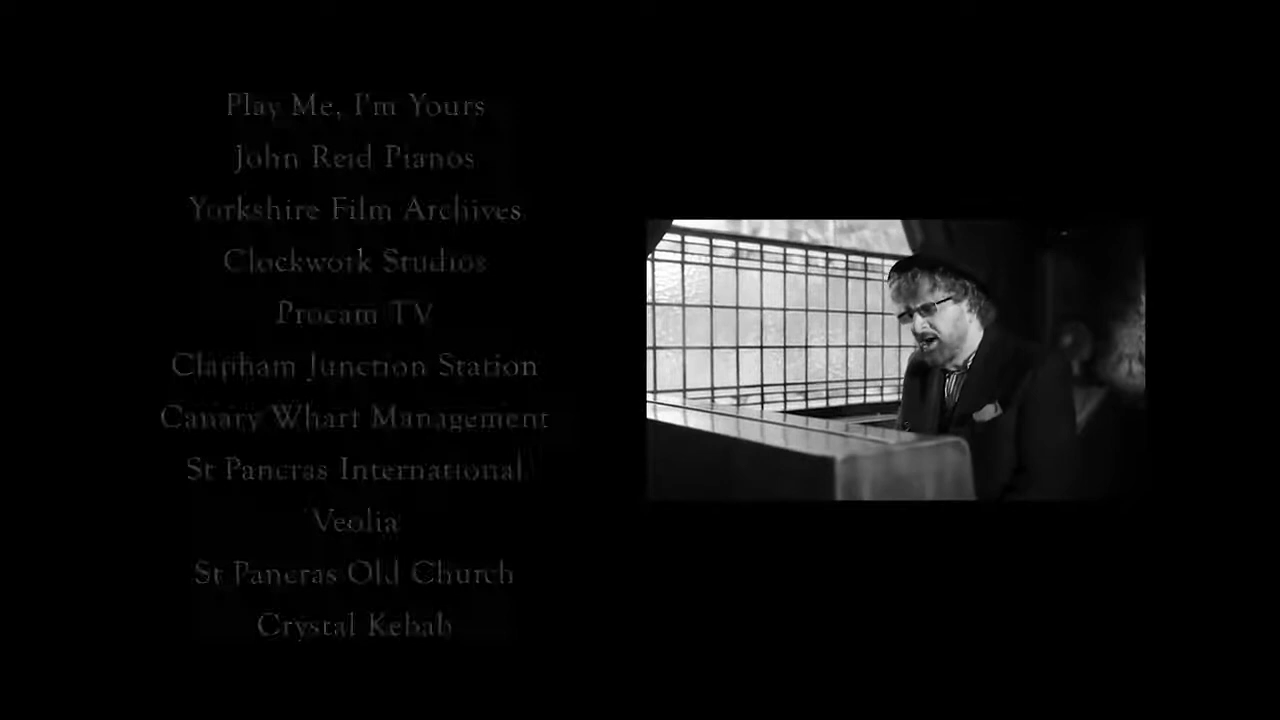 Play Me, I'm Yours
John Reid Pianos
Yorkshire Film Archives
Clockwork Studios
Procam TV
Clapham Junction Station
Canary Wharf Management
St Pancras International
Veolia
St Pancras Old Church
Crystal Kebab